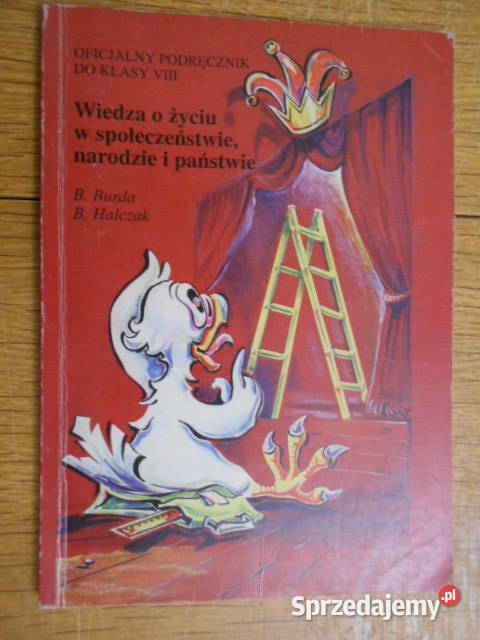 OFICJALNY PODRĘCZNIK
DO KLASY VIII
Wiedza o życiu
w społeczeństwie,
narodzie i państwie
B. Burda
B. Halczak
Sprzedajemy.pl